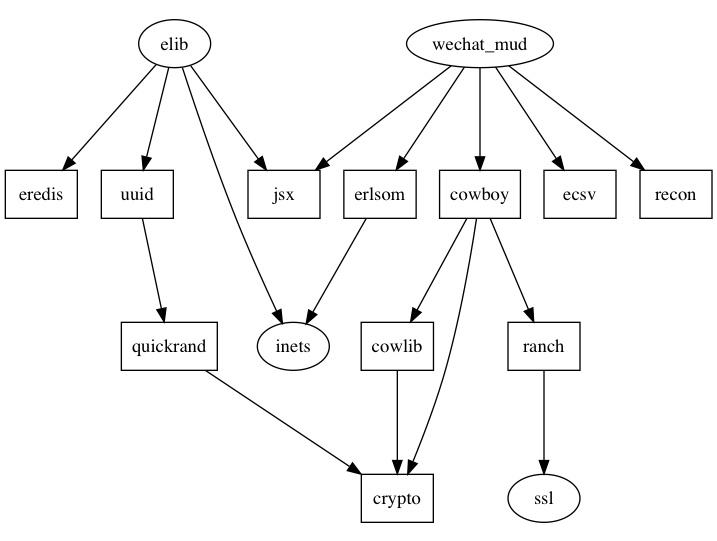 elib
wechat_mud
eredis
uuid
jsx
erlsom
cowboy
ecsv
recon
quickrand
inets
cowlib
ranch
crypto
ssl